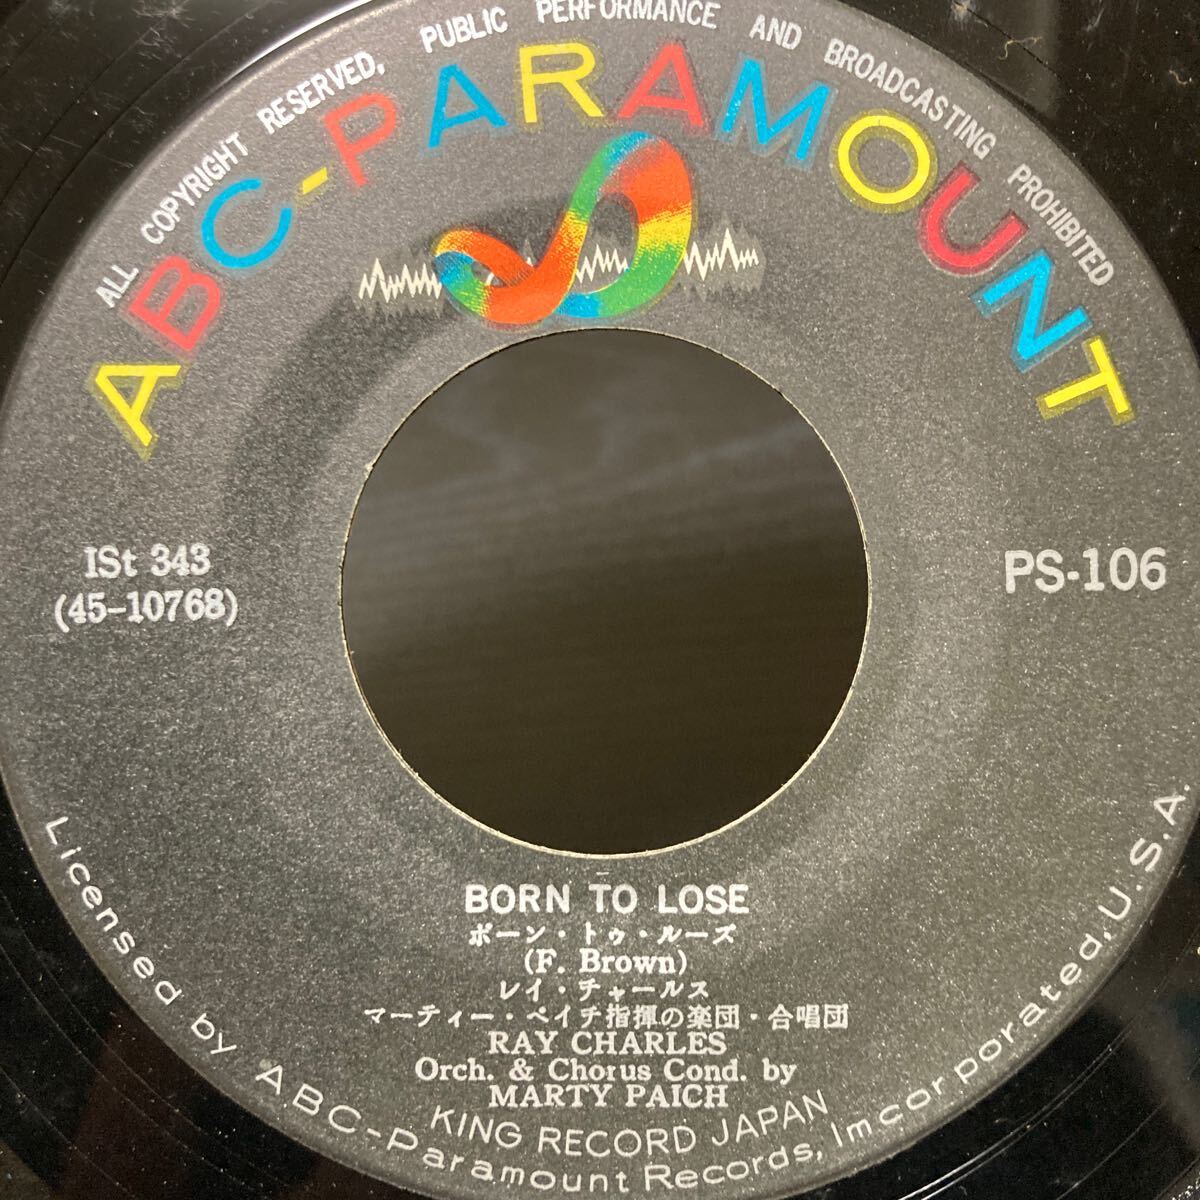 ALL COPYRIGHT RESERVED, PUBLIC PERFORMANCE AND BROADCASTING PROHIBITED
ABC-PARAMOUNT
ISt 343
(45-10768)
PS-106
BORN TO LOSE
ボーン・トゥ・ルーズ
(F. Brown)
レイ・チャールス
マーティー・ペイチ指揮の楽団・合唱団
RAY CHARLES
Orch. & Chorus Cond. by
MARTY PAICH
KING RECORD JAPAN
Licensed by ABC-Paramount Records, Imcorporated, U.S.A.